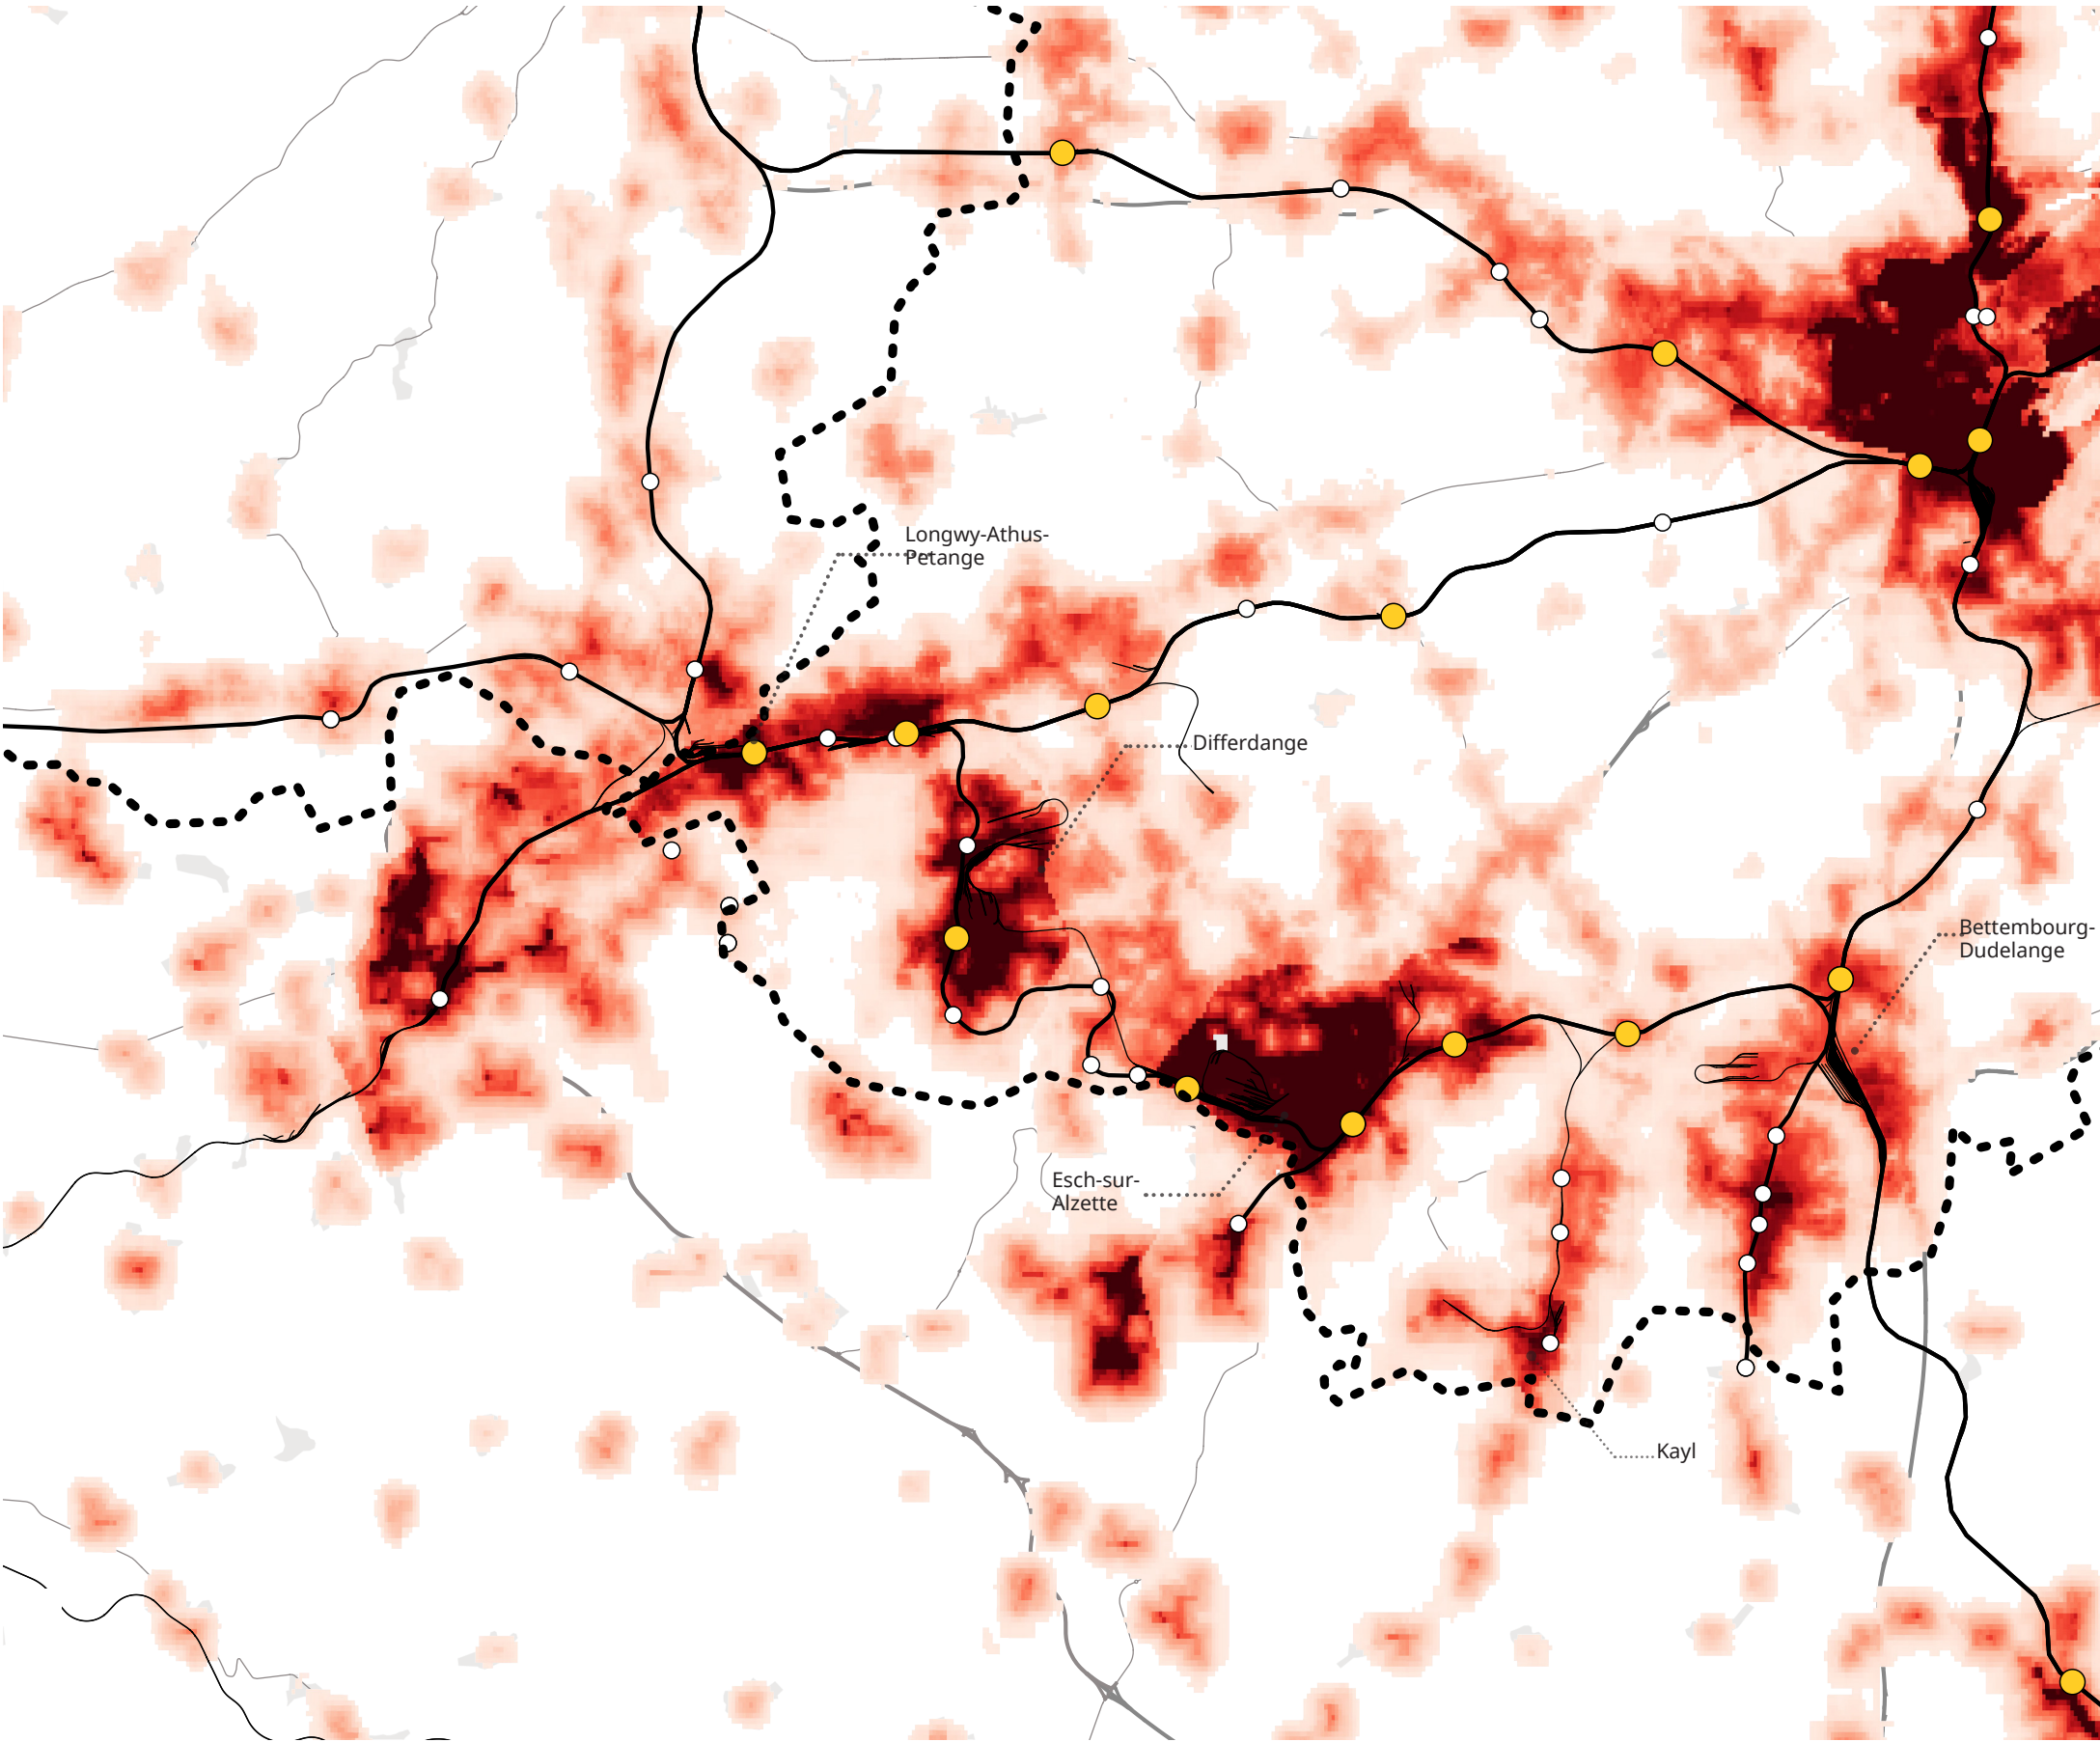 Longwy-Athus-
Petange
Differdange
Bettembourg-
Dudelange
Esch-sur-
Alzette
Kayl